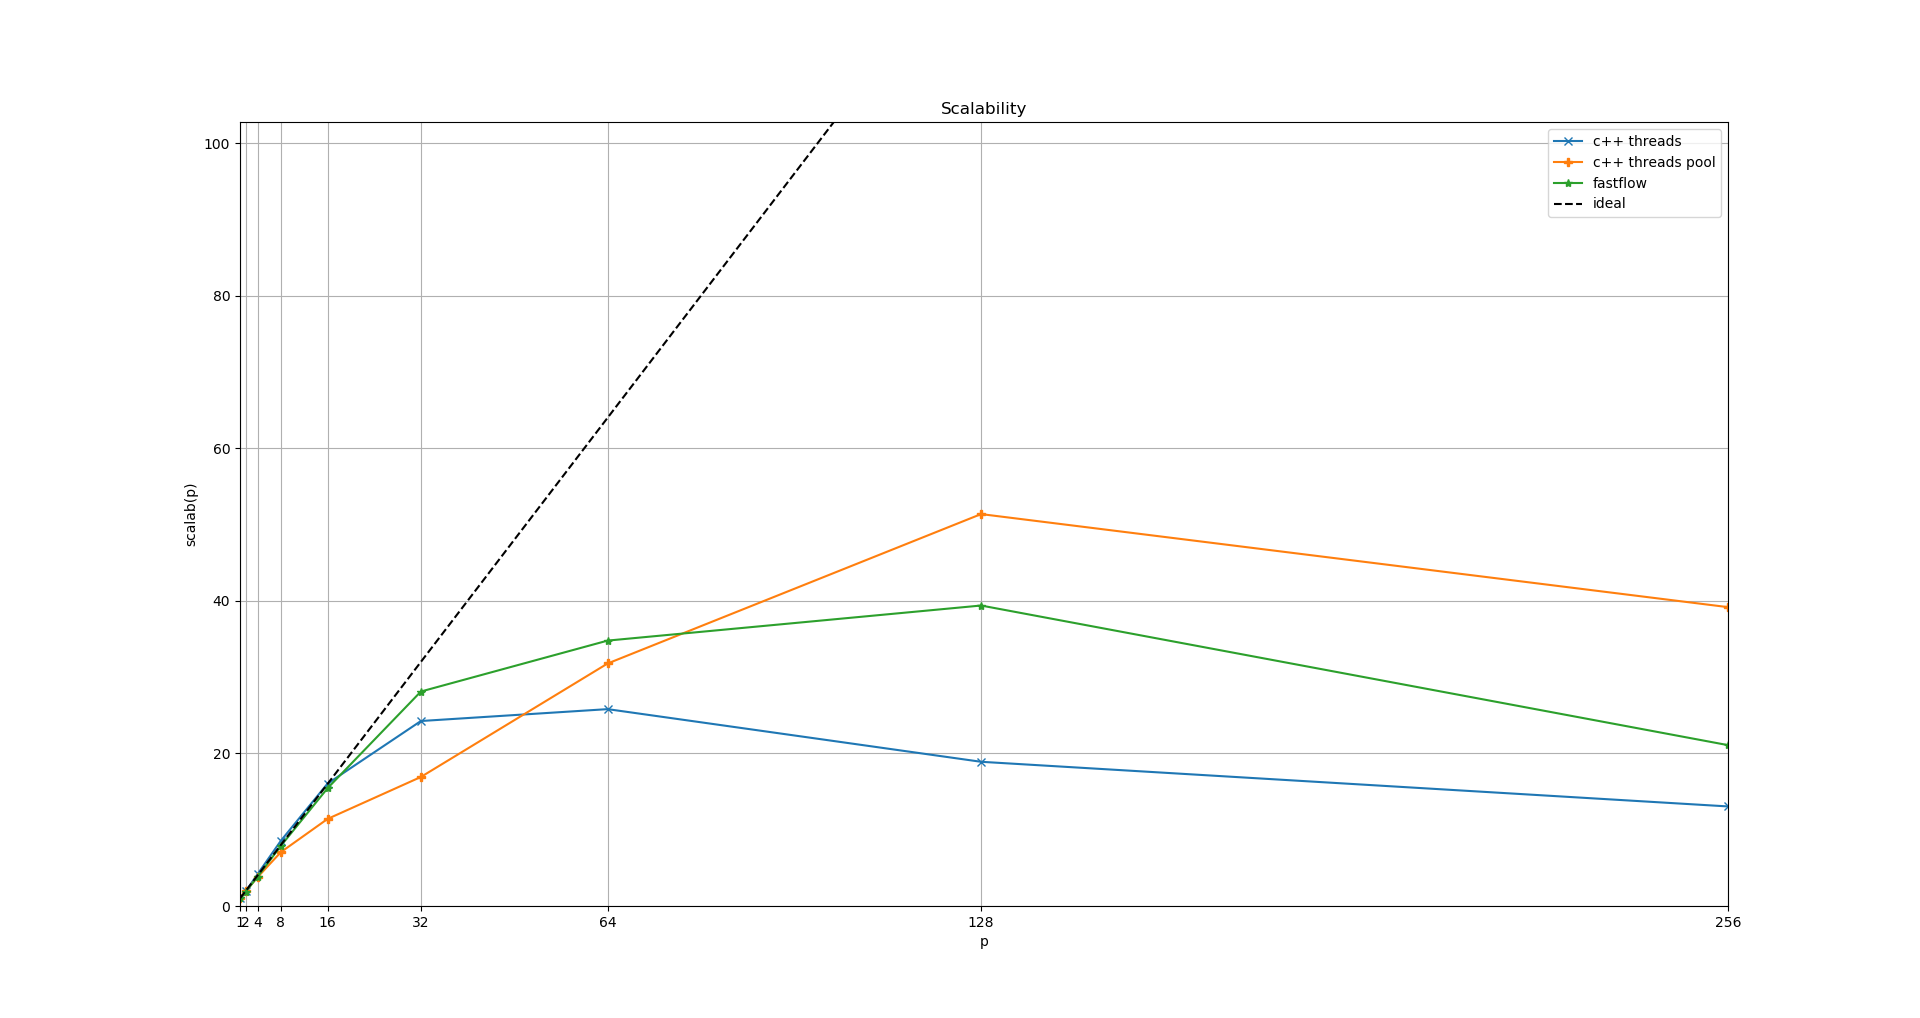 Scalability
100
80
60
40
20
0
scalab(p)
c++ threads
c++ threads pool
fastflow
ideal
1 2 4 8 16 32 64 128 256
p